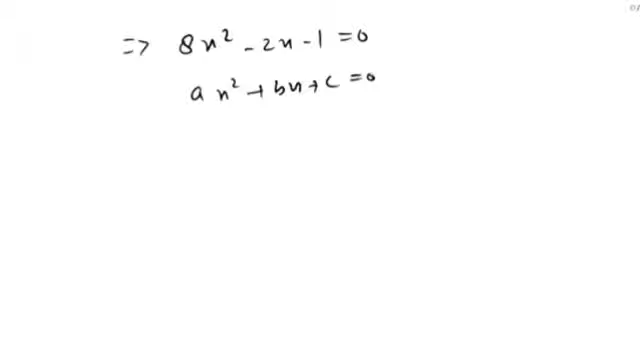 => 8x² - 2x - 1 = 0
ax² + bx + c = 0